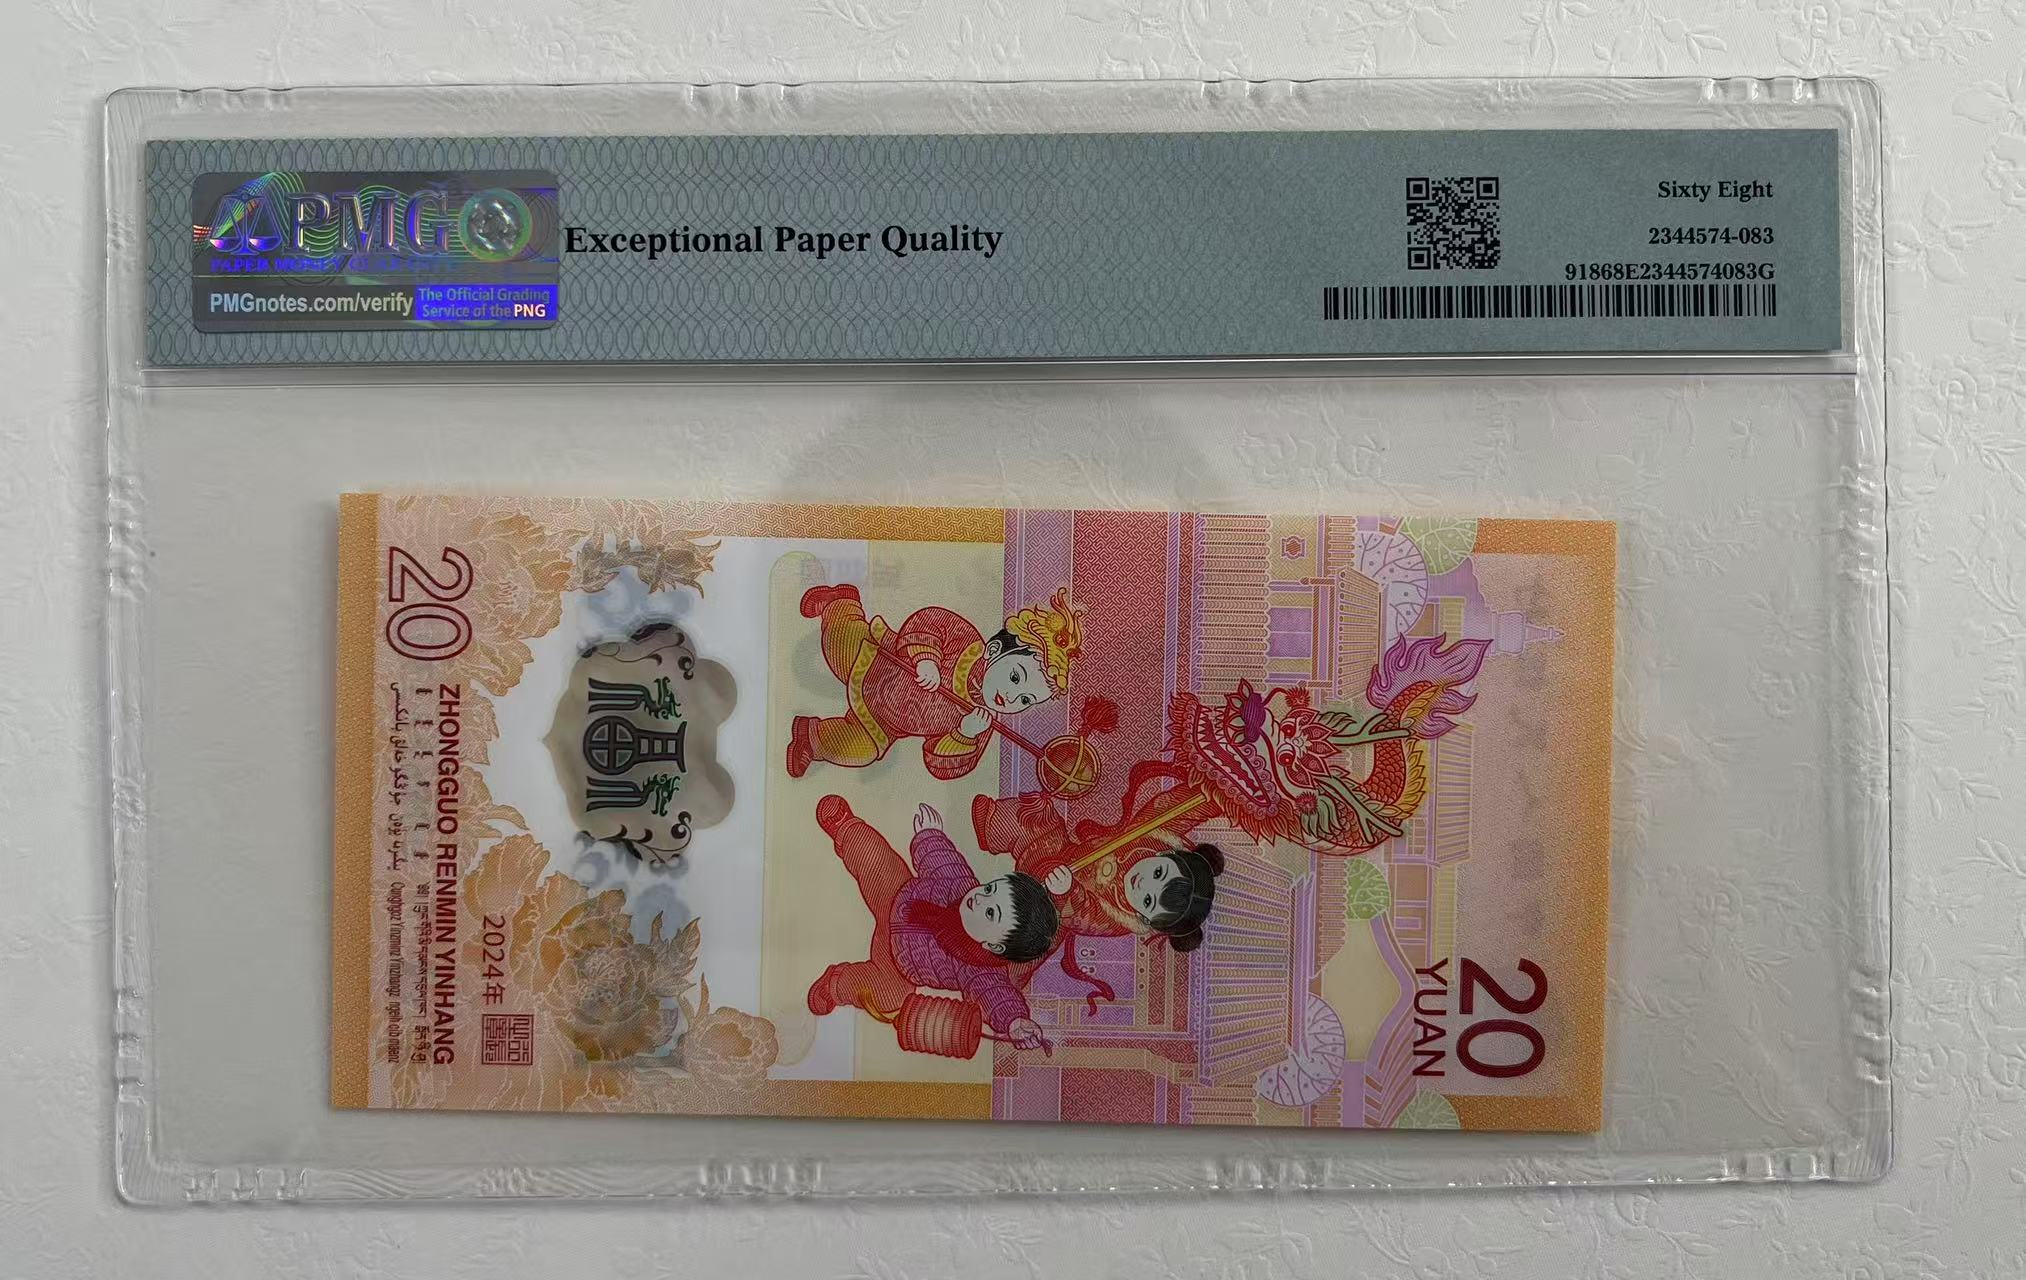 PMG
PAPER MONEY GUARANTY
PMGnotes.com/verify
The Official Grading
Service of the PNG
Exceptional Paper Quality
Sixty Eight
2344574-083
91868E2344574083G
20
ZHONGGUO RENMIN YINHANG
2024年
20
YUAN